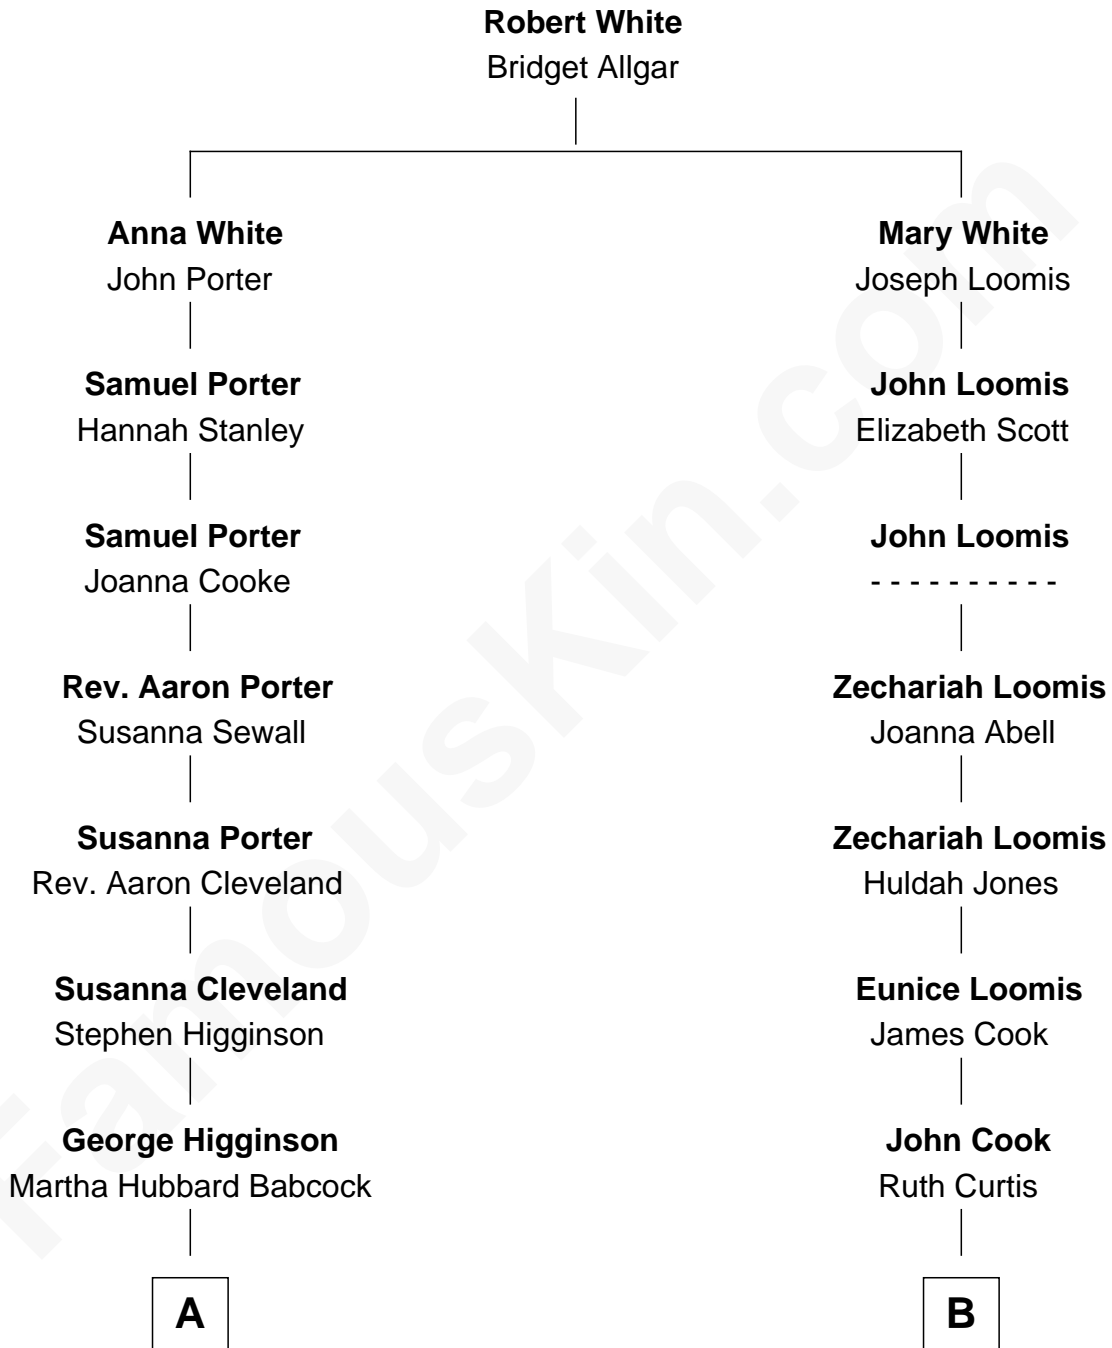 Robert White
Bridget Allgar
Anna White
John Porter
Mary White
Joseph Loomis
Samuel Porter
Hannah Stanley
John Loomis
Elizabeth Scott
Samuel Porter
Joanna Cooke
John Loomis
- - - - - - - - - -
Rev. Aaron Porter
Susanna Sewall
Zechariah Loomis
Joanna Abell
Susanna Porter
Rev. Aaron Cleveland
Zechariah Loomis
Huldah Jones
Susanna Cleveland
Stephen Higginson
Eunice Loomis
James Cook
George Higginson
Martha Hubbard Babcock
John Cook
Ruth Curtis
A
B
FamousKin.com